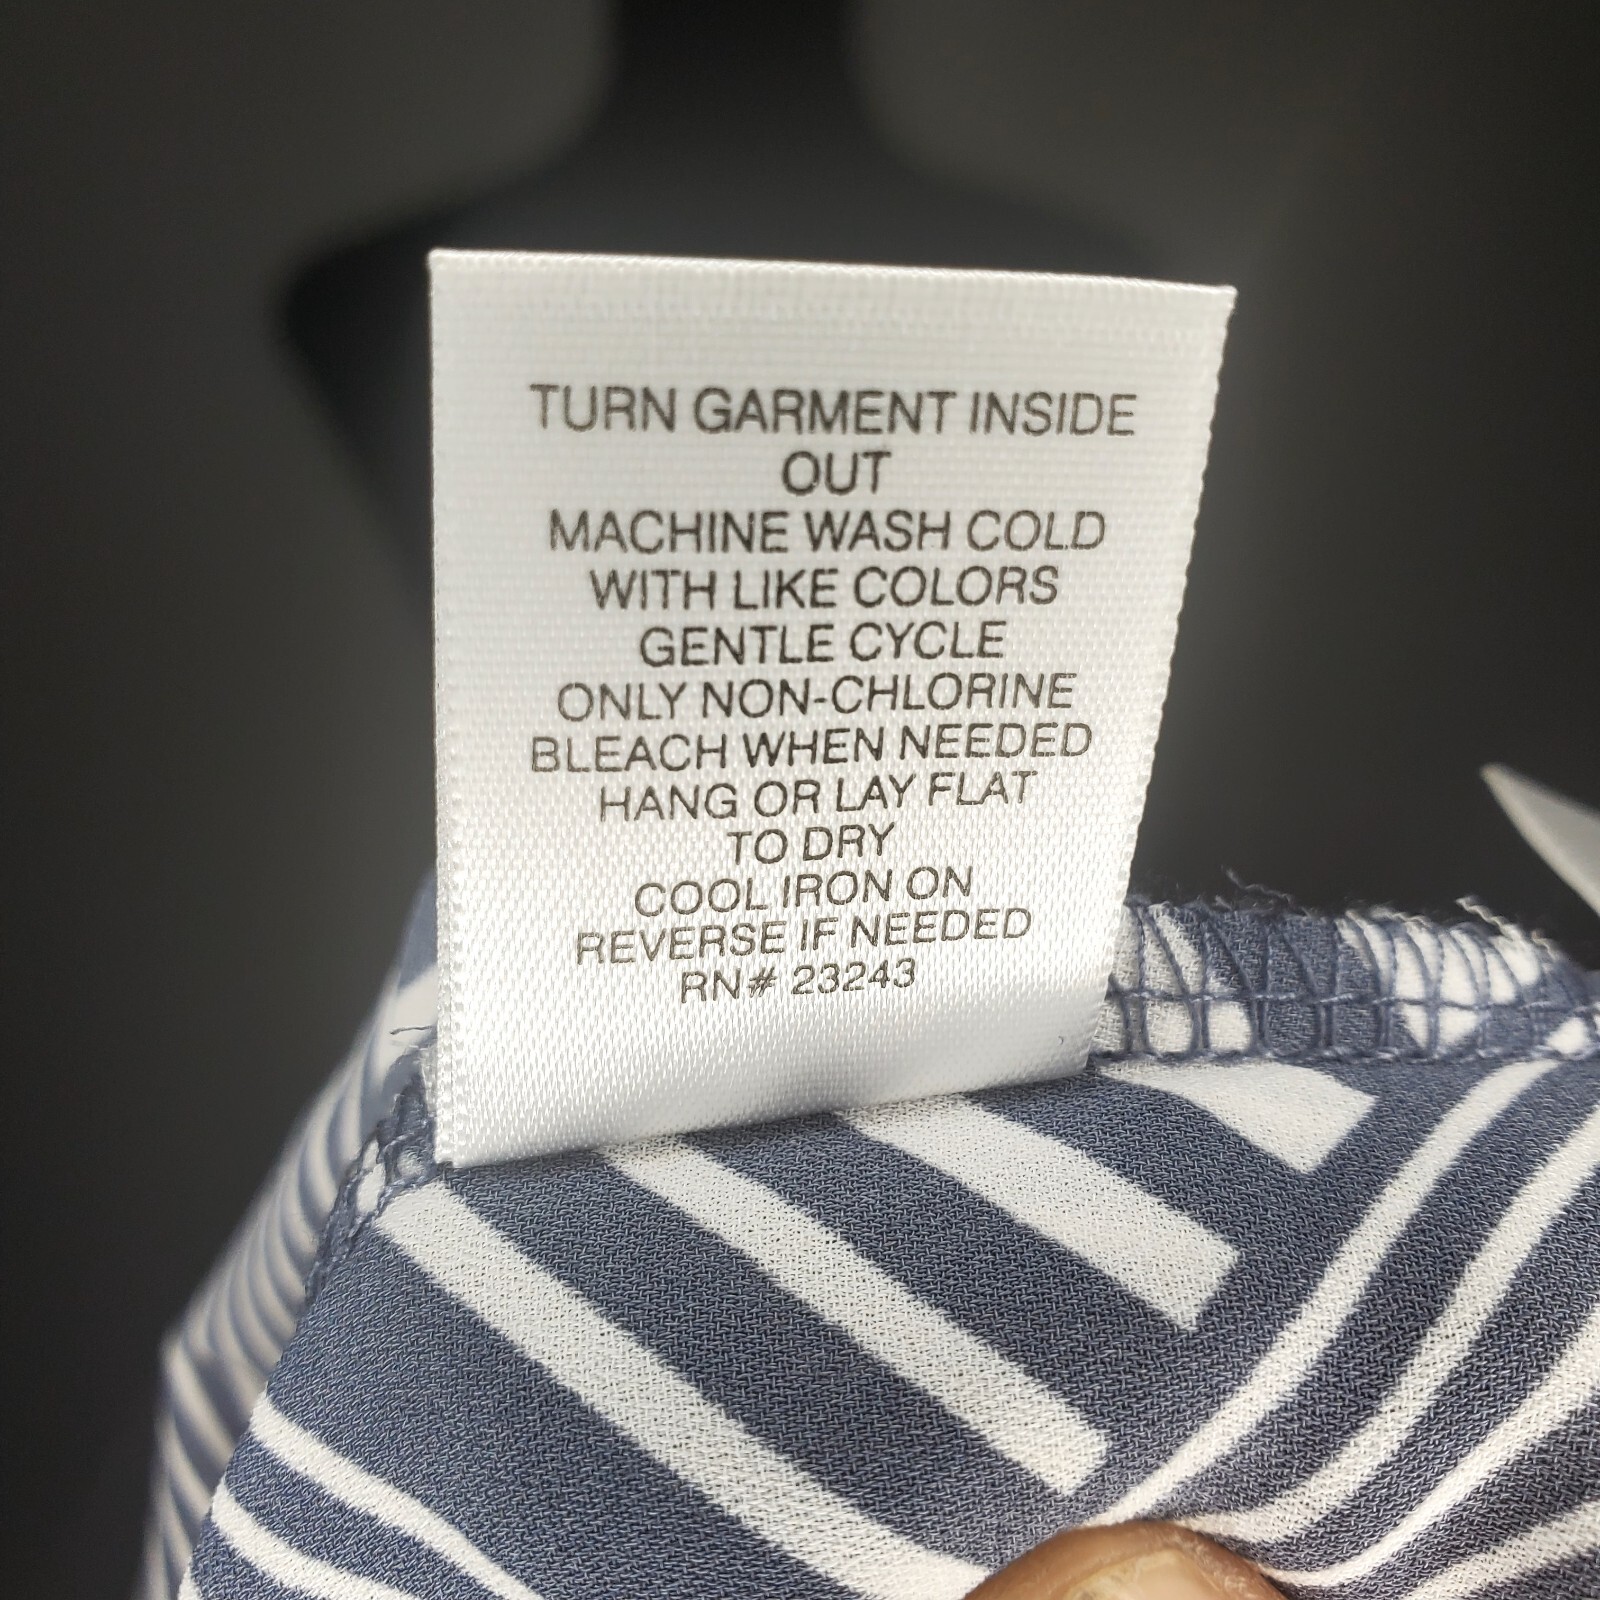 TURN GARMENT INSIDE
OUT
MACHINE WASH COLD
WITH LIKE COLORS
GENTLE CYCLE
ONLY NON-CHLORINE
BLEACH WHEN NEEDED
HANG OR LAY FLAT
TO DRY
COOL IRON ON
REVERSE IF NEEDED
RN# 23243